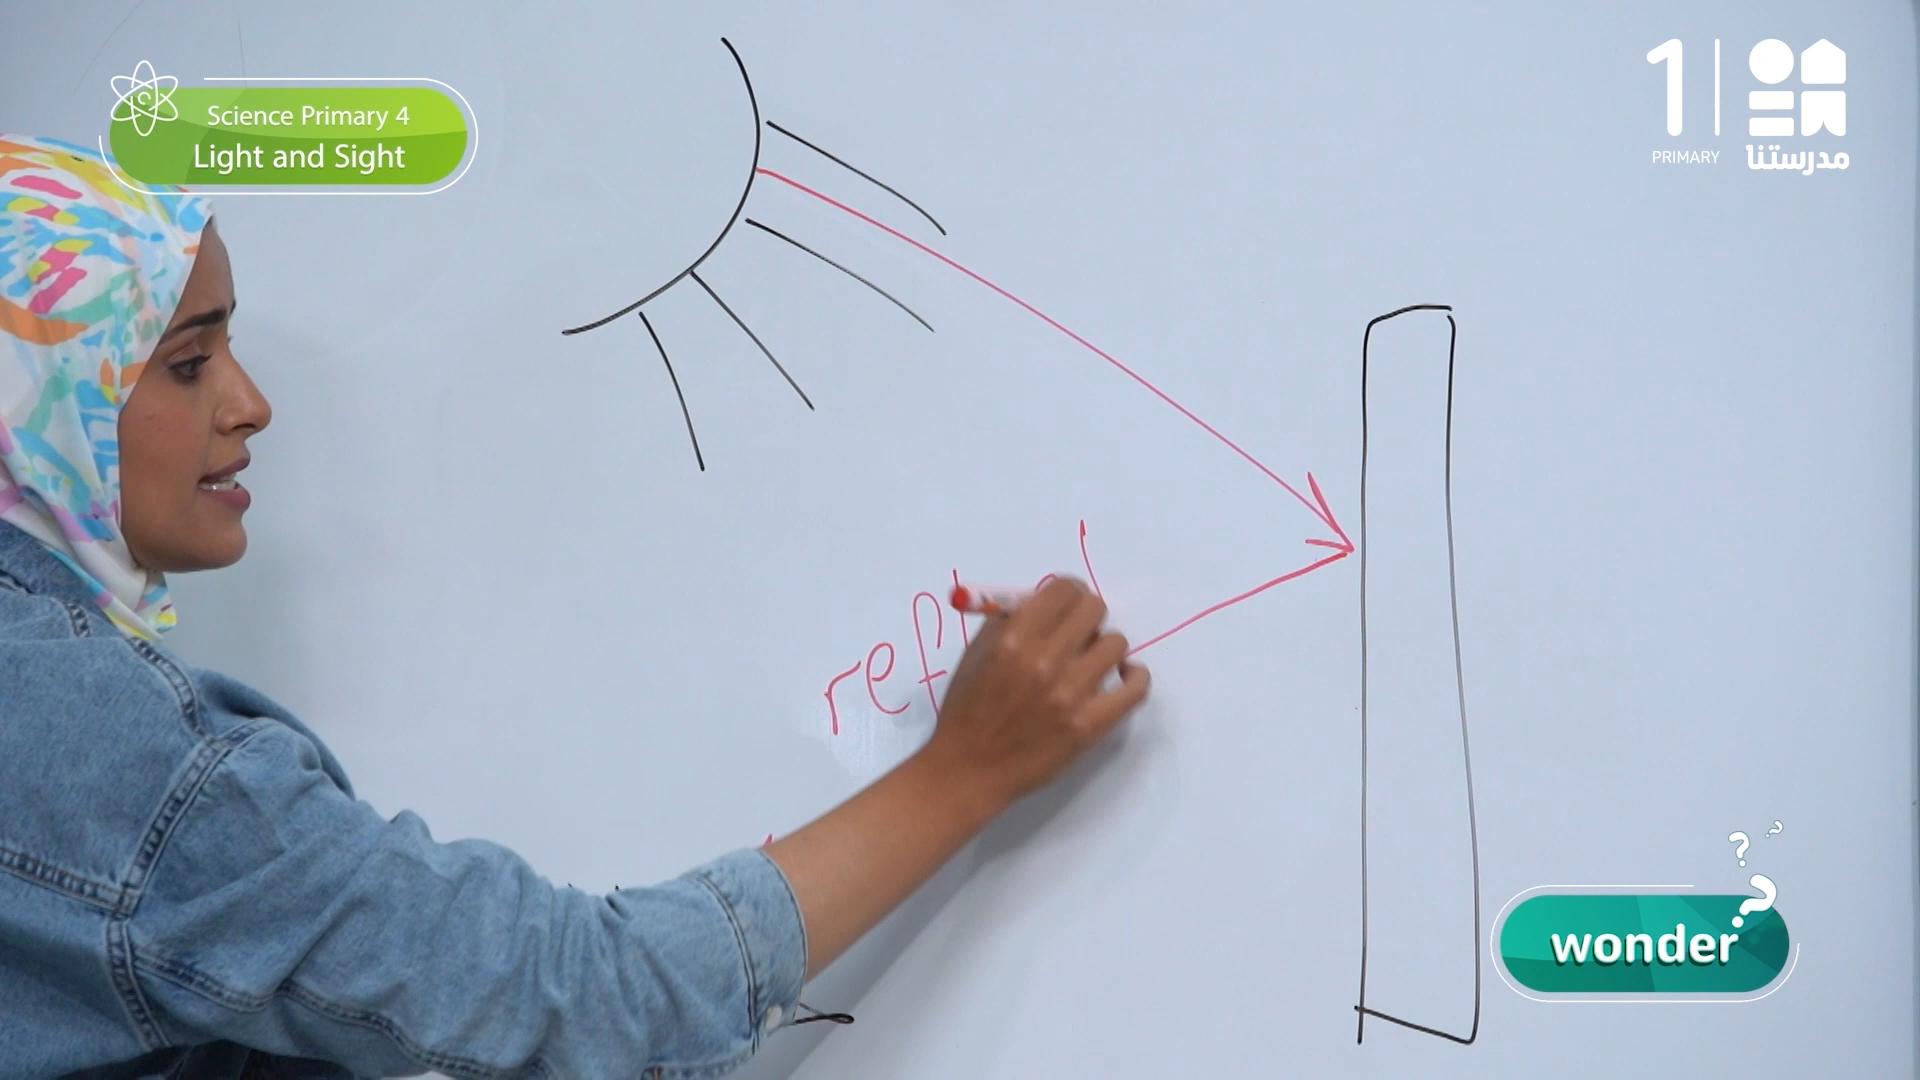 Science Primary 4
Light and Sight
1
PRIMARY
مدرستنا
ref
wonder?